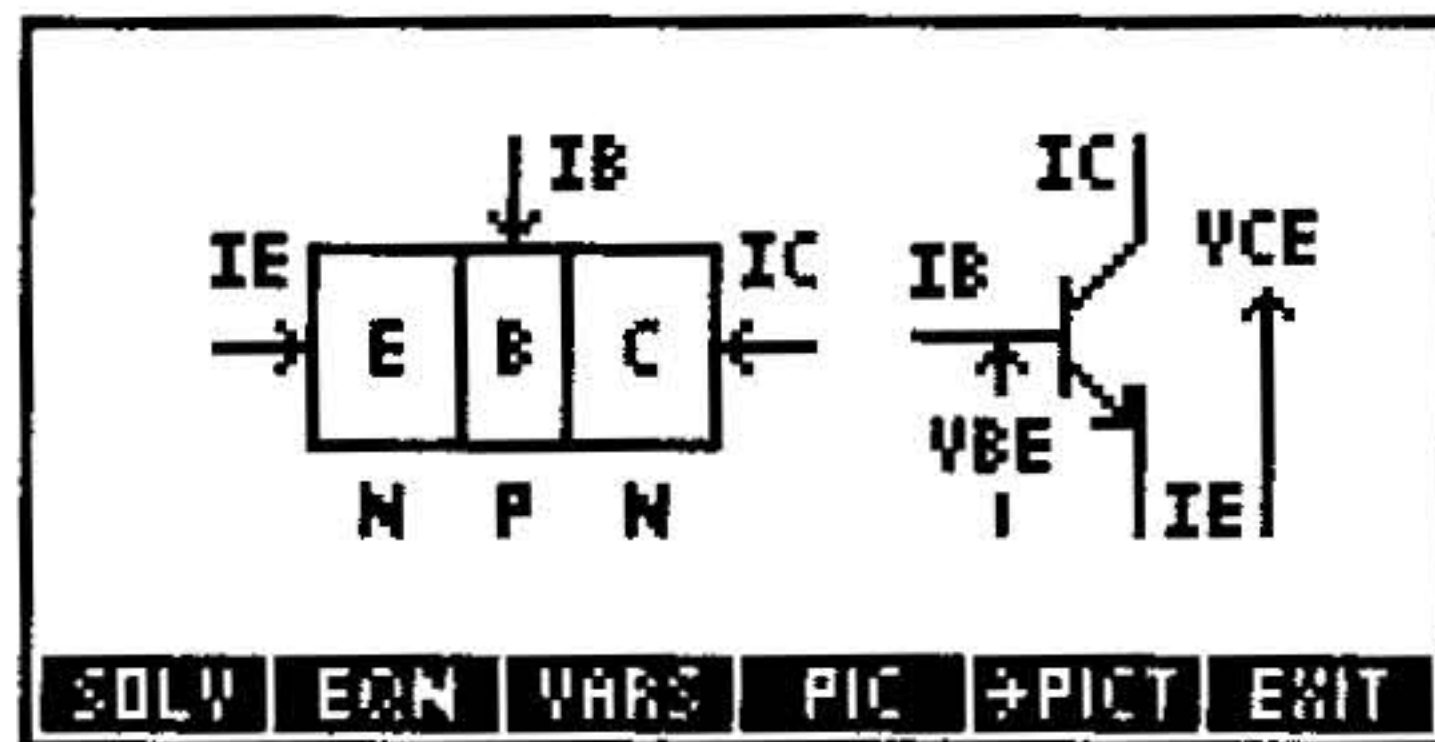 IB IC
IE IC IB VCE
E B C
VBE
N P N IE
SOLV EQN VARS PIC →PICT EXIT